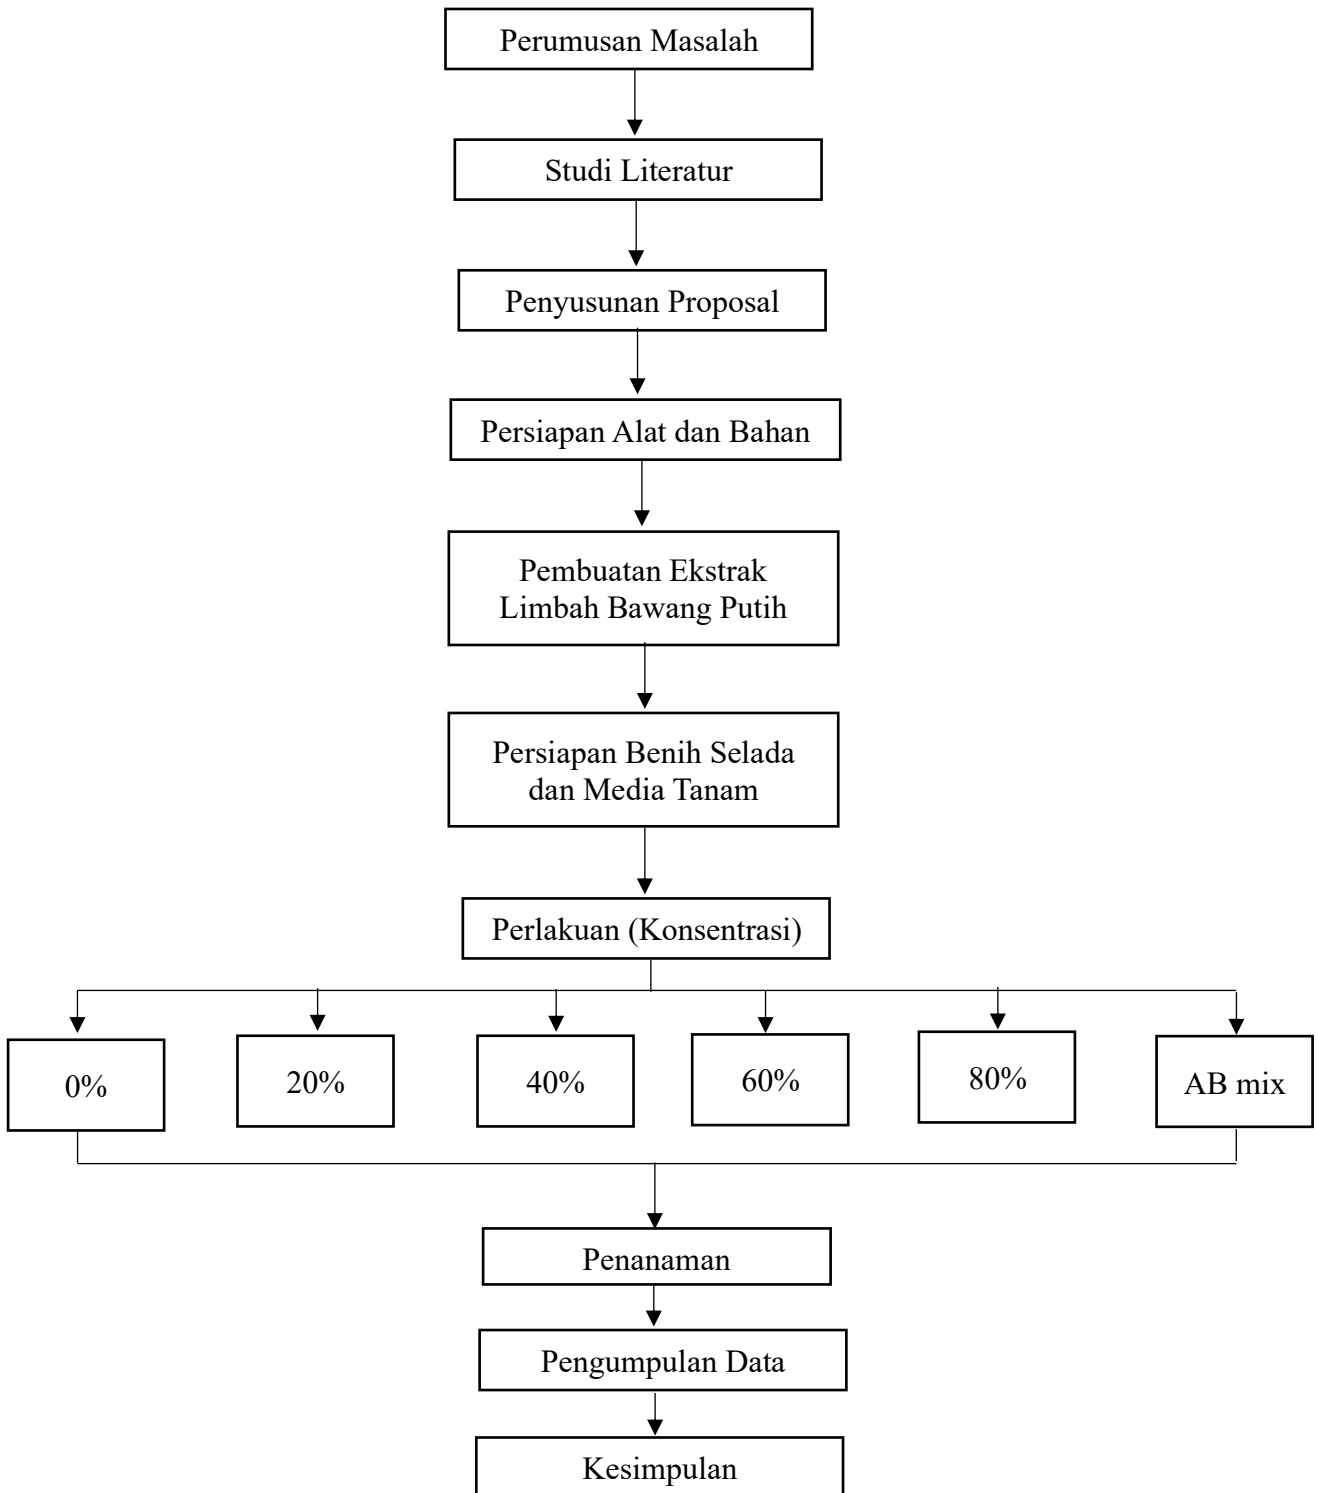 Perumusan Masalah
Studi Literatur
Penyusunan Proposal
Persiapan Alat dan Bahan
Pembuatan Ekstrak
Limbah Bawang Putih
Persiapan Benih Selada
dan Media Tanam
Perlakuan (Konsentrasi)
0%
20%
40%
60%
80%
AB mix
Penanaman
Pengumpulan Data
Kesimpulan